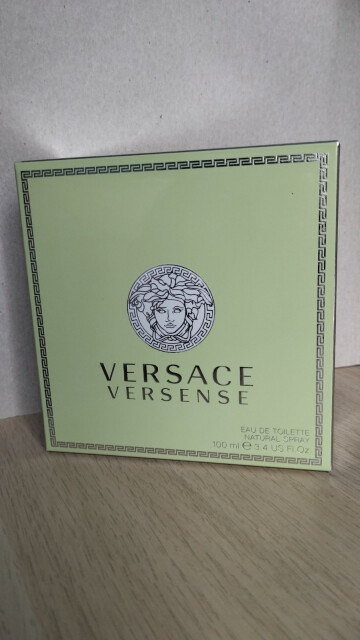 VERSACE
VERSENSE
EAU DE TOILETTE
NATURAL SPRAY
100 ml ℮ 3.4 US Fl.Oz